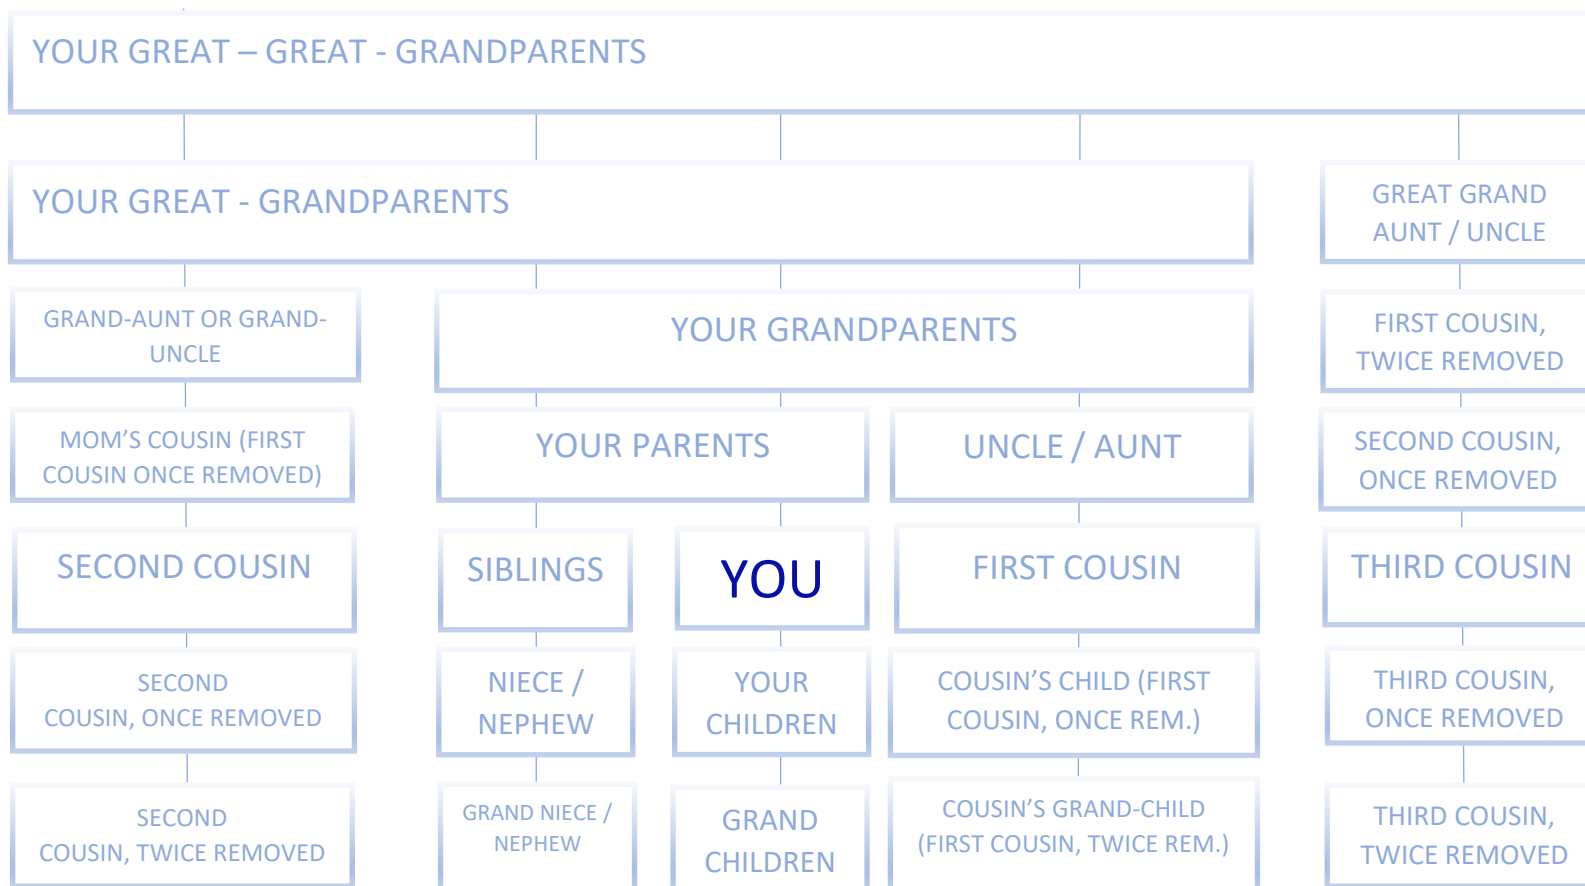 YOUR GREAT – GREAT - GRANDPARENTS
YOUR GREAT - GRANDPARENTS
GREAT GRAND
AUNT / UNCLE
GRAND-AUNT OR GRAND-
UNCLE
YOUR GRANDPARENTS
FIRST COUSIN,
TWICE REMOVED
MOM’S COUSIN (FIRST
COUSIN ONCE REMOVED)
YOUR PARENTS
UNCLE / AUNT
SECOND COUSIN,
ONCE REMOVED
SECOND COUSIN
SIBLINGS
YOU
FIRST COUSIN
THIRD COUSIN
SECOND
COUSIN, ONCE REMOVED
NIECE /
NEPHEW
YOUR
CHILDREN
COUSIN’S CHILD (FIRST
COUSIN, ONCE REM.)
THIRD COUSIN,
ONCE REMOVED
SECOND
COUSIN, TWICE REMOVED
GRAND NIECE /
NEPHEW
GRAND
CHILDREN
COUSIN’S GRAND-CHILD
(FIRST COUSIN, TWICE REM.)
THIRD COUSIN,
TWICE REMOVED